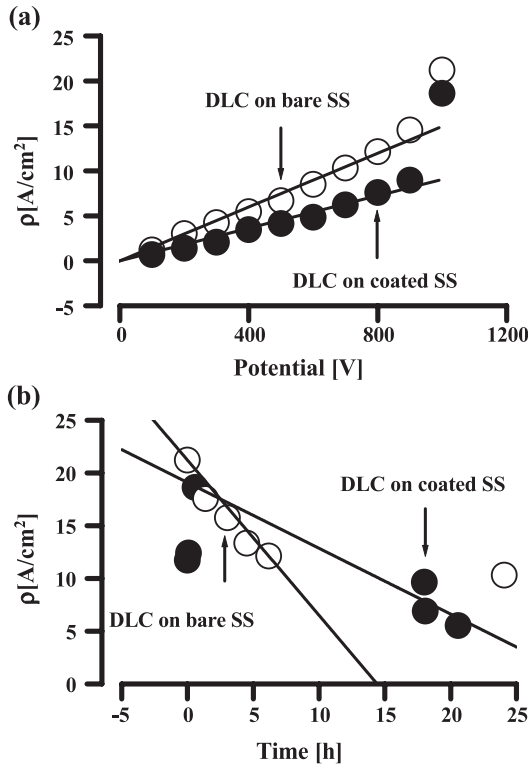 (a)
25
20
15
10
5
0
-5
ρ[A/cm²]
DLC on bare SS
DLC on coated SS
0 400 800 1200
Potential [V]
(b)
25
20
15
10
5
0
ρ[A/cm²]
DLC on coated SS
DLC on bare SS
-5 0 5 10 15 20 25
Time [h]